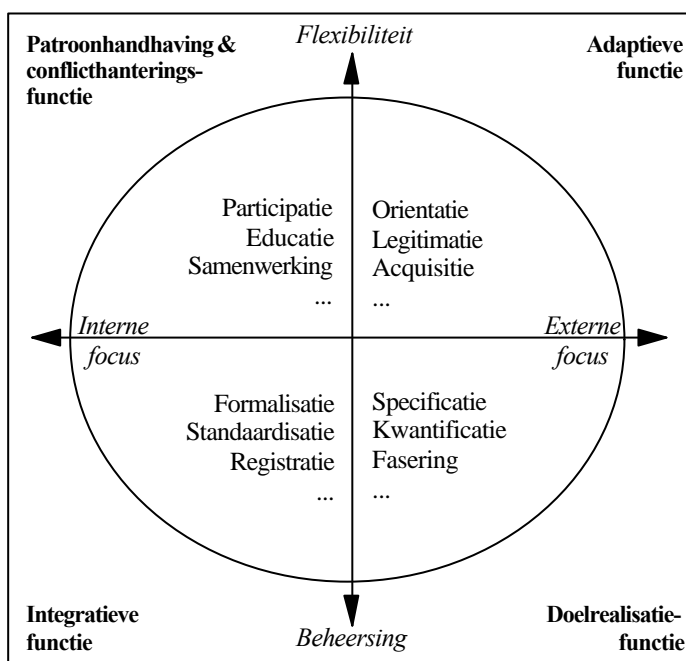 Patroonhandhaving &
conflicthanterings-
functie
Flexibiliteit
Adaptieve
functie
Participatie
Educatie
Samenwerking
...
Orientatie
Legitimatie
Acquisitie
...
Interne
focus
Externe
focus
Formalisatie
Standaardisatie
Registratie
...
Specificatie
Kwantificatie
Fasering
...
Integratieve
functie
Beheersing
Doelrealisatie-
functie